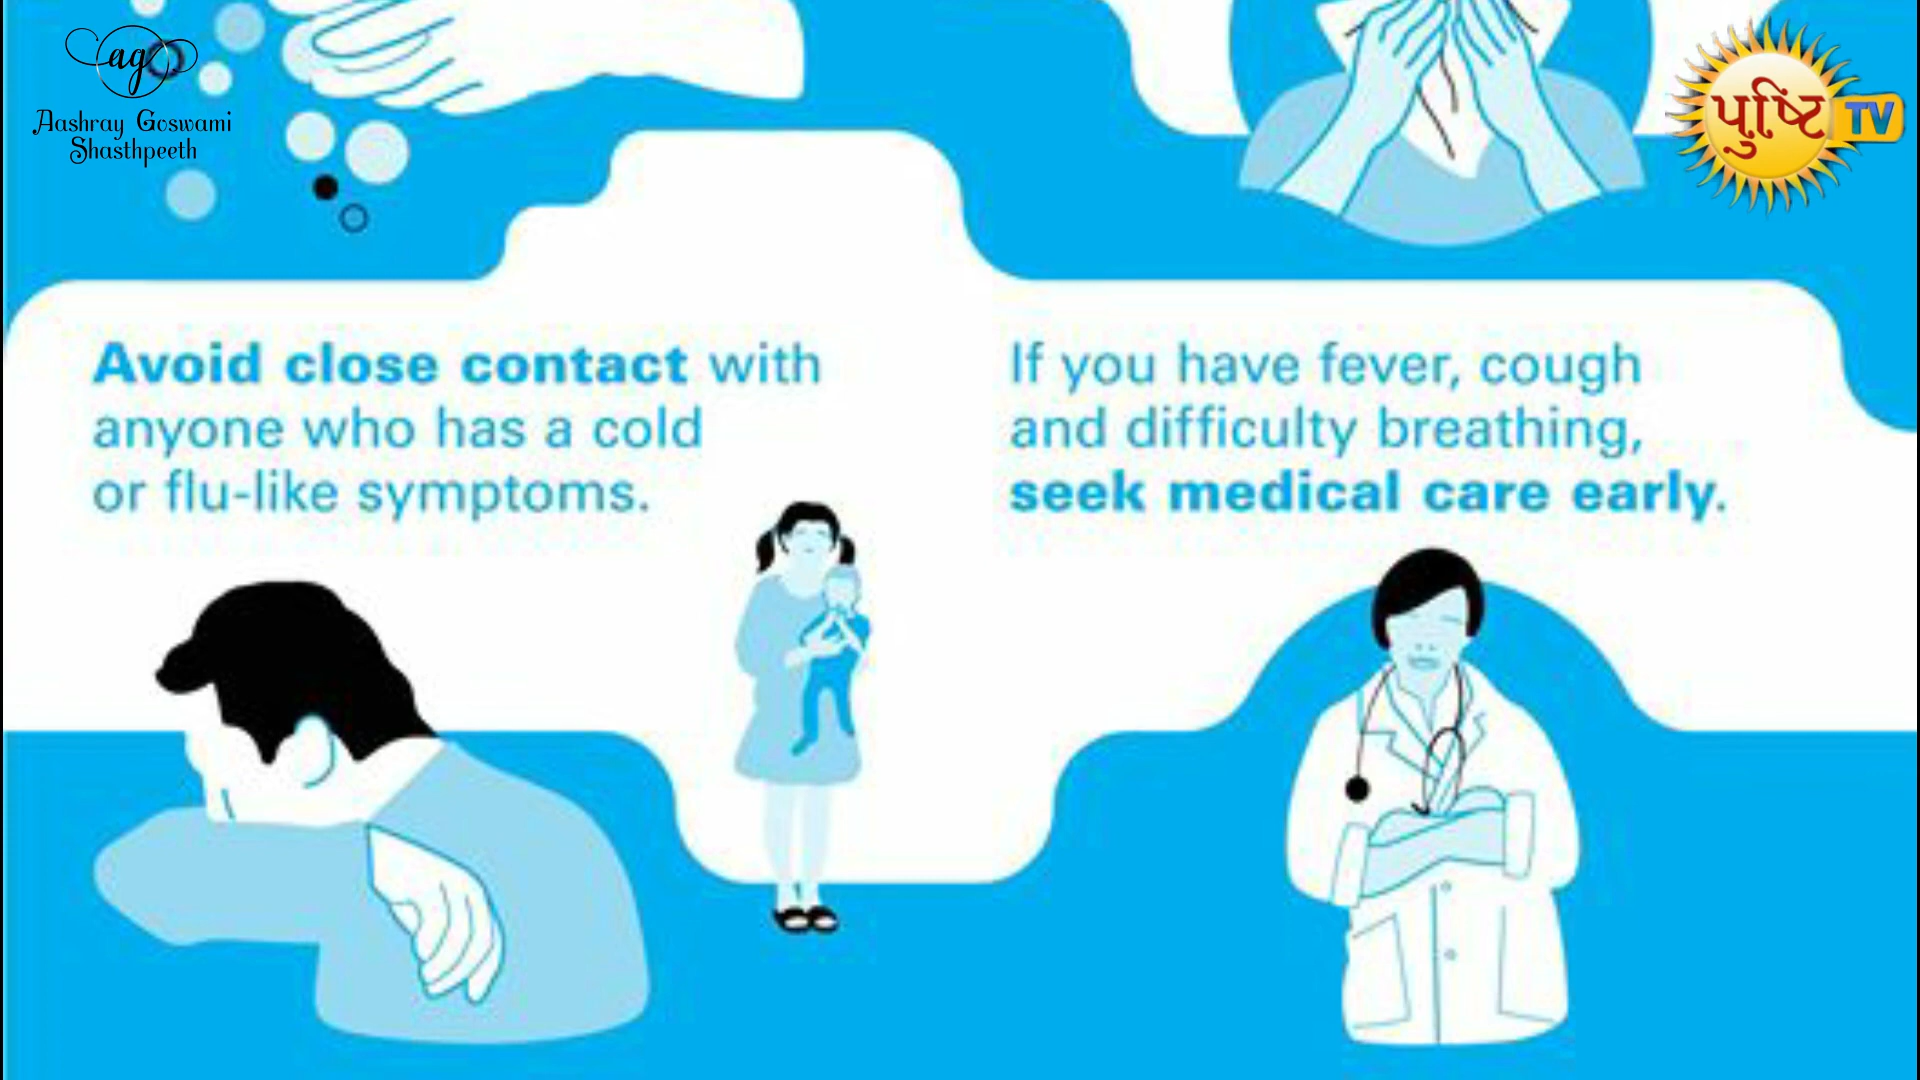 ag
Aashray Goswami
Shasthpeeth
પુષ્ટિ TV
Avoid close contact with
anyone who has a cold
or flu-like symptoms.
If you have fever, cough
and difficulty breathing,
seek medical care early.